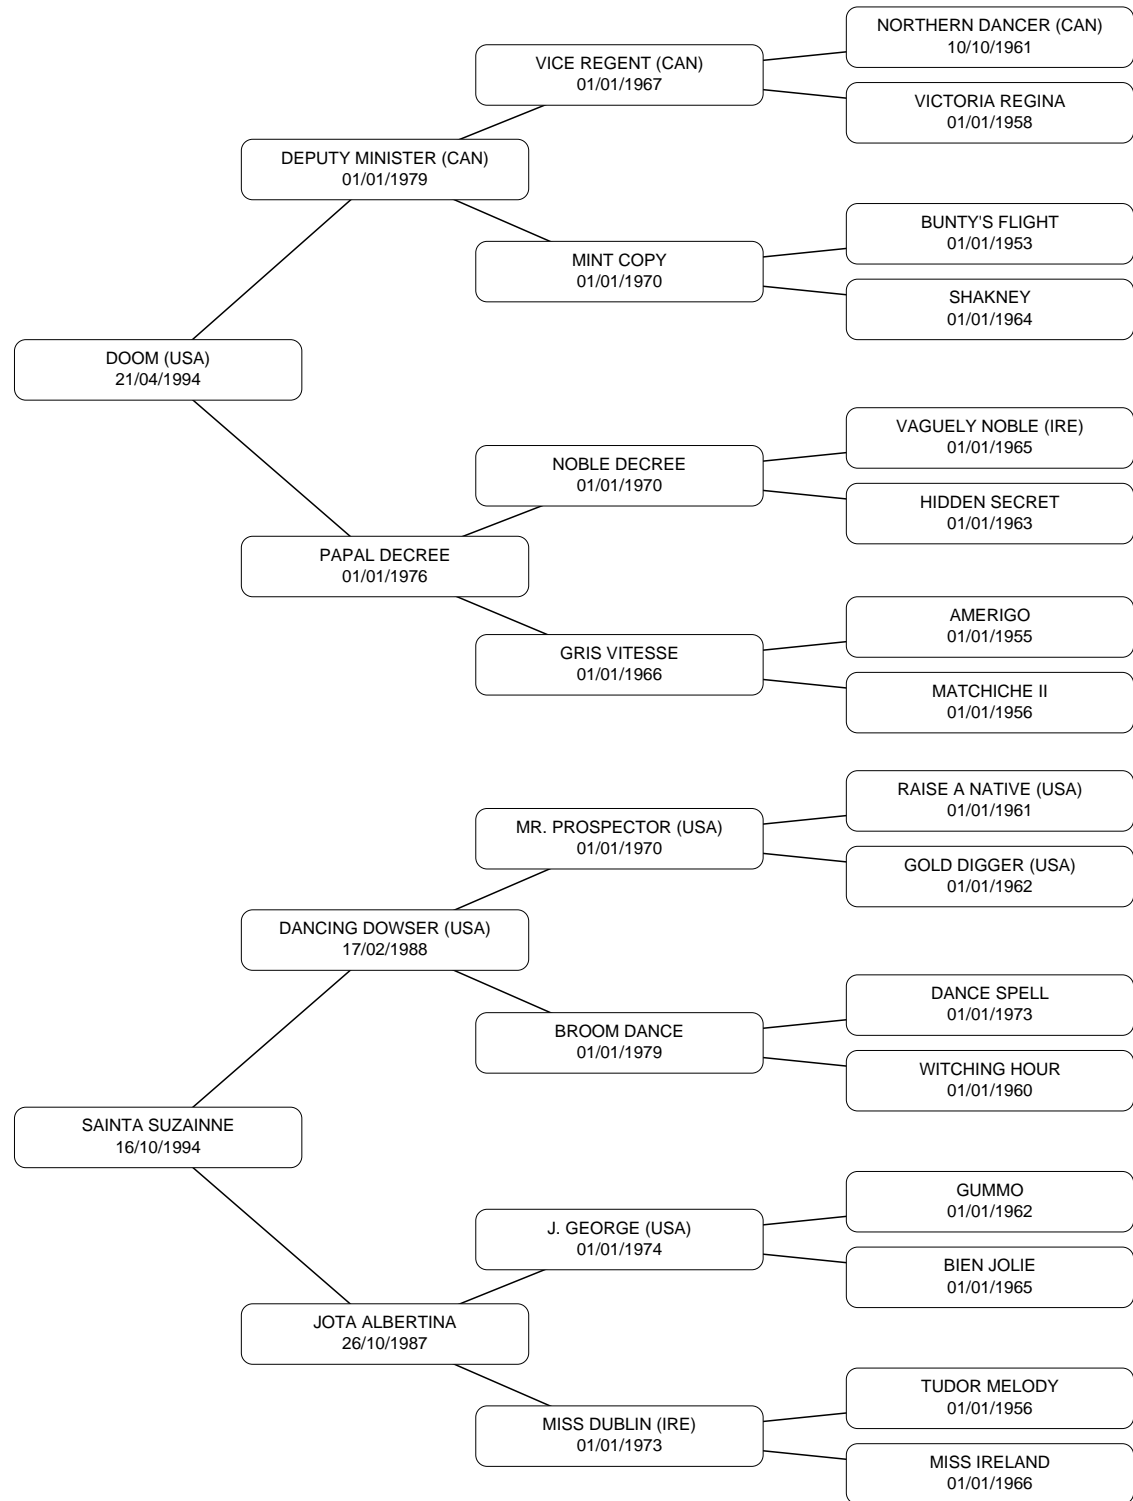 NORTHERN DANCER (CAN)
10/10/1961
VICE REGENT (CAN)
01/01/1967
VICTORIA REGINA
01/01/1958
DEPUTY MINISTER (CAN)
01/01/1979
BUNTY'S FLIGHT
01/01/1953
MINT COPY
01/01/1970
SHAKNEY
01/01/1964
DOOM (USA)
21/04/1994
VAGUELY NOBLE (IRE)
01/01/1965
NOBLE DECREE
01/01/1970
HIDDEN SECRET
01/01/1963
PAPAL DECREE
01/01/1976
AMERIGO
01/01/1955
GRIS VITESSE
01/01/1966
MATCHICHE II
01/01/1956
RAISE A NATIVE (USA)
01/01/1961
MR. PROSPECTOR (USA)
01/01/1970
GOLD DIGGER (USA)
01/01/1962
DANCING DOWSER (USA)
17/02/1988
DANCE SPELL
01/01/1973
BROOM DANCE
01/01/1979
WITCHING HOUR
01/01/1960
SAINTA SUZAINNE
16/10/1994
GUMMO
01/01/1962
J. GEORGE (USA)
01/01/1974
BIEN JOLIE
01/01/1965
JOTA ALBERTINA
26/10/1987
TUDOR MELODY
01/01/1956
MISS DUBLIN (IRE)
01/01/1973
MISS IRELAND
01/01/1966